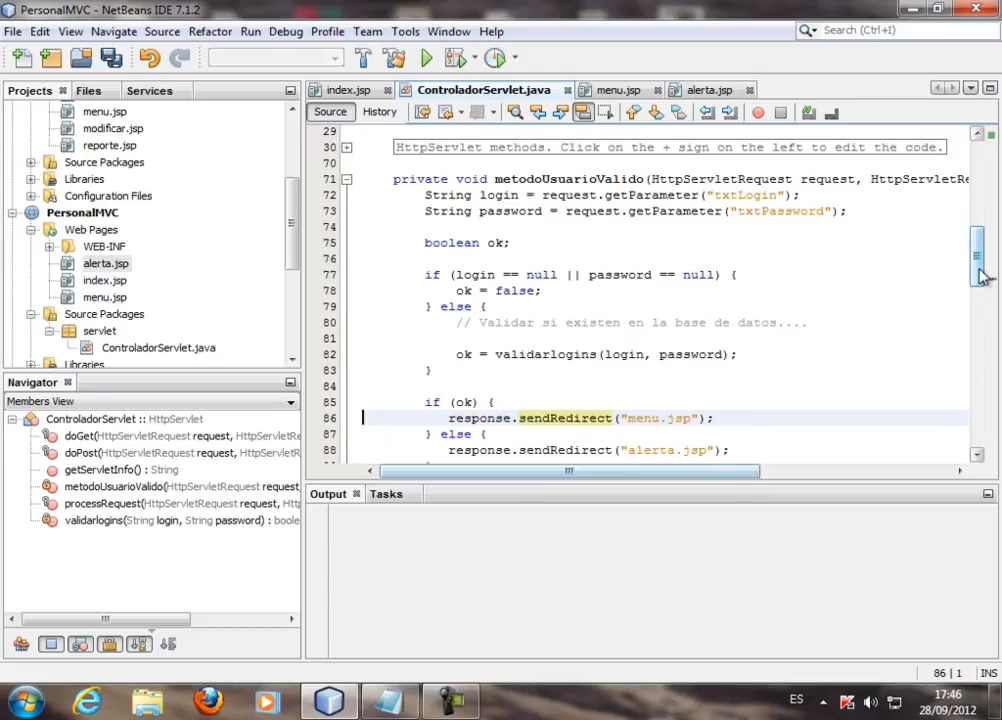 PersonalMVC - NetBeans IDE 7.1.2
File Edit View Navigate Source Refactor Run Debug Profile Team Tools Window Help
Search (Ctrl+I)
Projects Files Services
index.jsp ControladorServlet.java menu.jsp alerta.jsp
Source History
menu.jsp
modificar.jsp
reporte.jsp
Source Packages
Libraries
Configuration Files
PersonalMVC
Web Pages
WEB-INF
alerta.jsp
index.jsp
menu.jsp
Source Packages
servlet
ControladorServlet.java
Libraries
29
30 HttpServlet methods. Click on the + sign on the left to edit the code.
70
71 private void metodoUsuarioValido(HttpServletRequest request, HttpServletRe
72 String login = request.getParameter("txtLogin");
73 String password = request.getParameter("txtPassword");
74
75 boolean ok;
76
77 if (login == null || password == null) {
78 ok = false;
79 } else {
80 // Validar si existen en la base de datos....
81
82 ok = validarlogins(login, password);
83 }
84
85 if (ok) {
86 response.sendRedirect("menu.jsp");
87 } else {
88 response.sendRedirect("alerta.jsp");
Navigator
Members View
ControladorServlet :: HttpServlet
doGet(HttpServletRequest request, HttpServletRe
doPost(HttpServletRequest request, HttpServletR
getServletInfo() : String
metodoUsuarioValido(HttpServletRequest request
processRequest(HttpServletRequest request, Htt
validarlogins(String login, String password) : boole
Output Tasks
86 | 1 INS
ES
17:46
28/09/2012